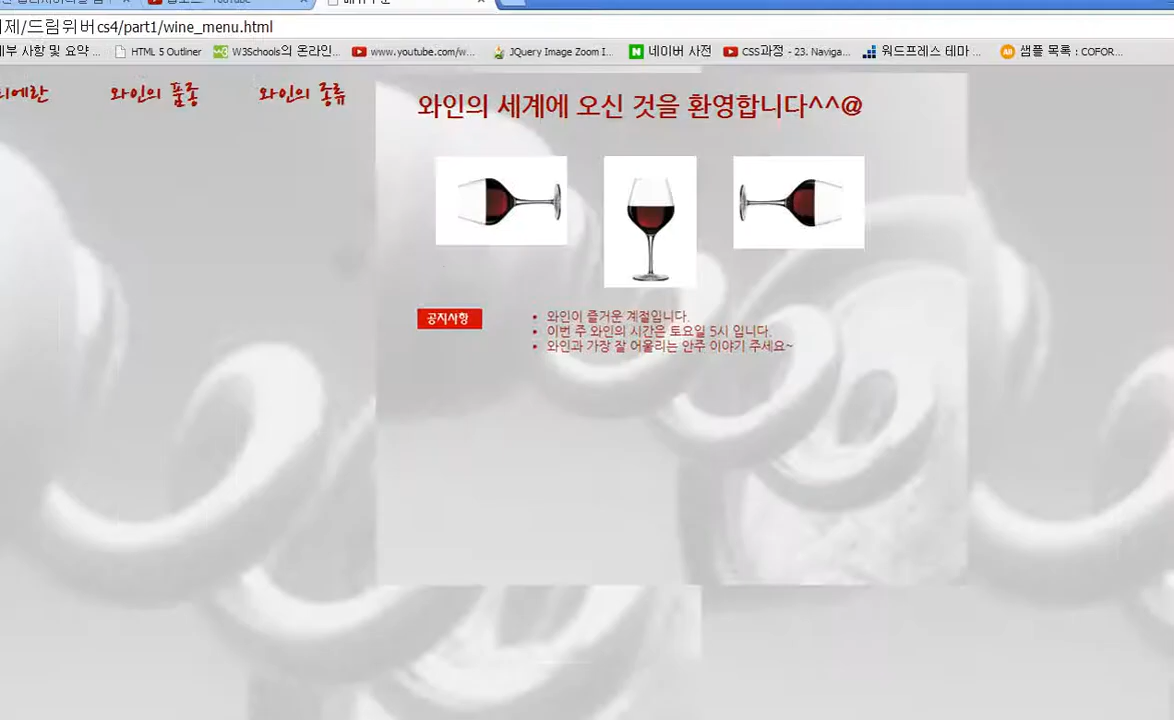 YouTube
제/드림위버cs4/part1/wine_menu.html
세부 사항 및 요약 ...
HTML 5 Outliner
W3Schools의 온라인...
www.youtube.com/w...
JQuery Image Zoom I...
네이버 사전
CSS과정 - 23. Naviga...
워드프레스 테마 ...
샘플 목록 : COFOR...
와인의 품종
와인의 종류
와인의 세계에 오신 것을 환영합니다^^@
공지사항
• 와인이 즐거운 계절입니다.
• 이번 주 와인의 시간은 토요일 5시 입니다.
• 와인과 가장 잘 어울리는 안주 이야기 주세요~